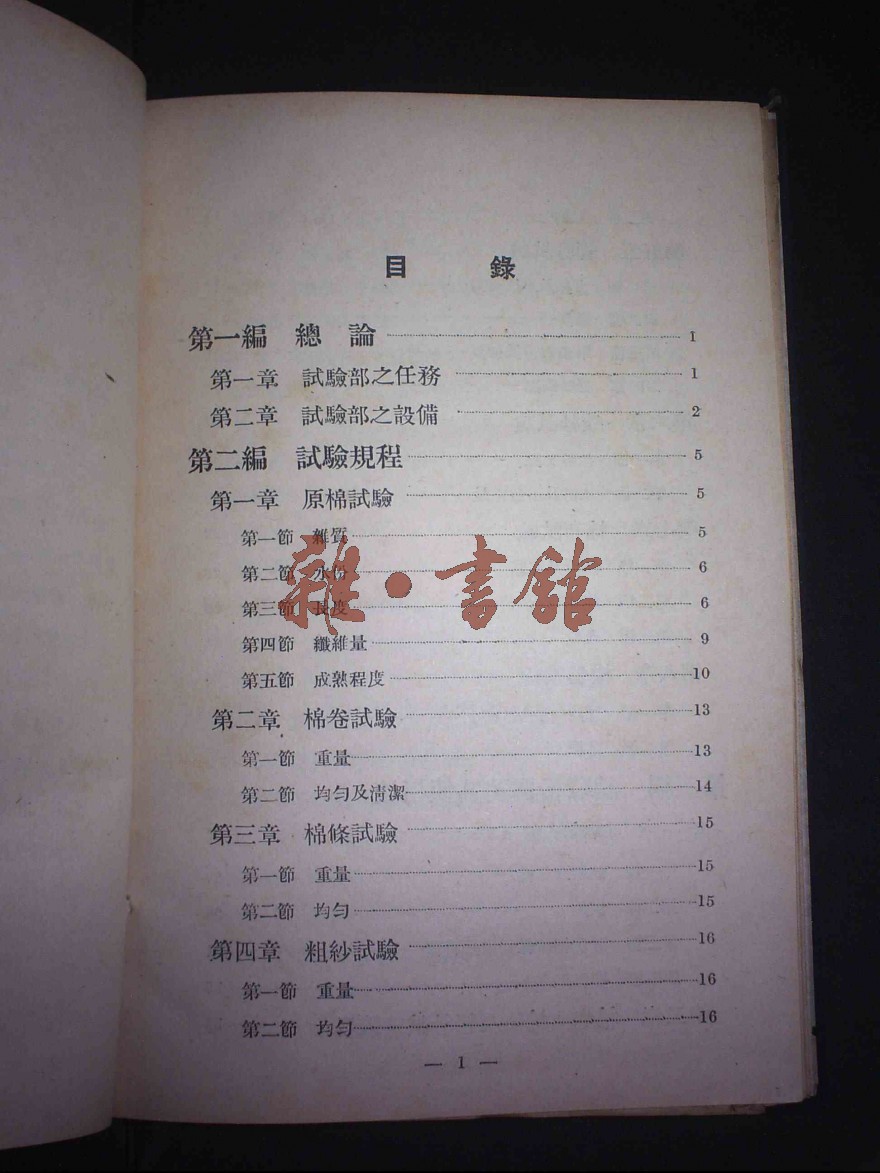 目 錄
第一編 總 論 1
第一章 試驗部之任務 1
第二章 試驗部之設備 2
第二編 試驗規程 5
第一章 原棉試驗 5
第一節 雜質 5
第二節 水份 6
第三節 長度 6
雜·書館
第四節 纖維量 9
第五節 成熟程度 10
第二章 棉卷試驗 13
第一節 重量 13
第二節 均勻及清潔 14
第三章 棉條試驗 15
第一節 重量 15
第二節 均勻 15
第四章 粗紗試驗 16
第一節 重量 16
第二節 均勻 16
— 1 —